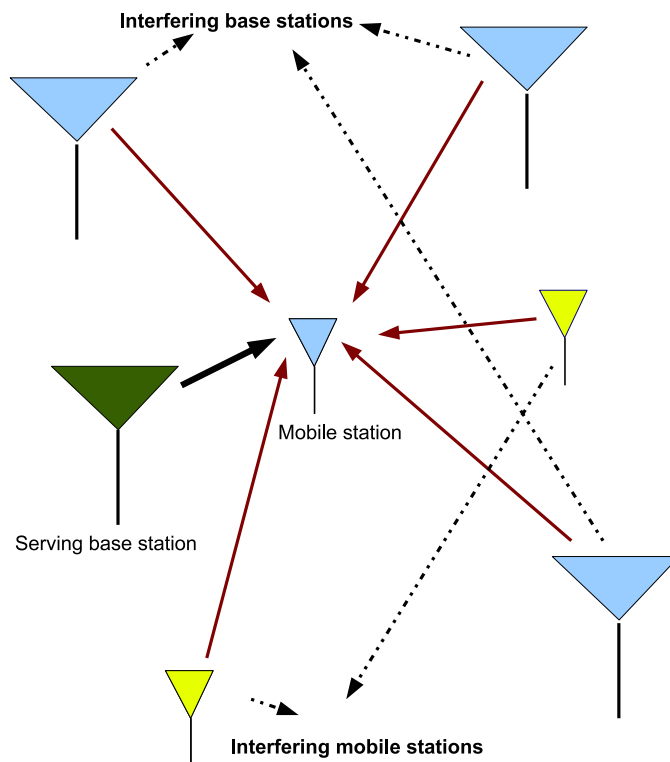 Interfering base stations
Mobile station
Serving base station
Interfering mobile stations